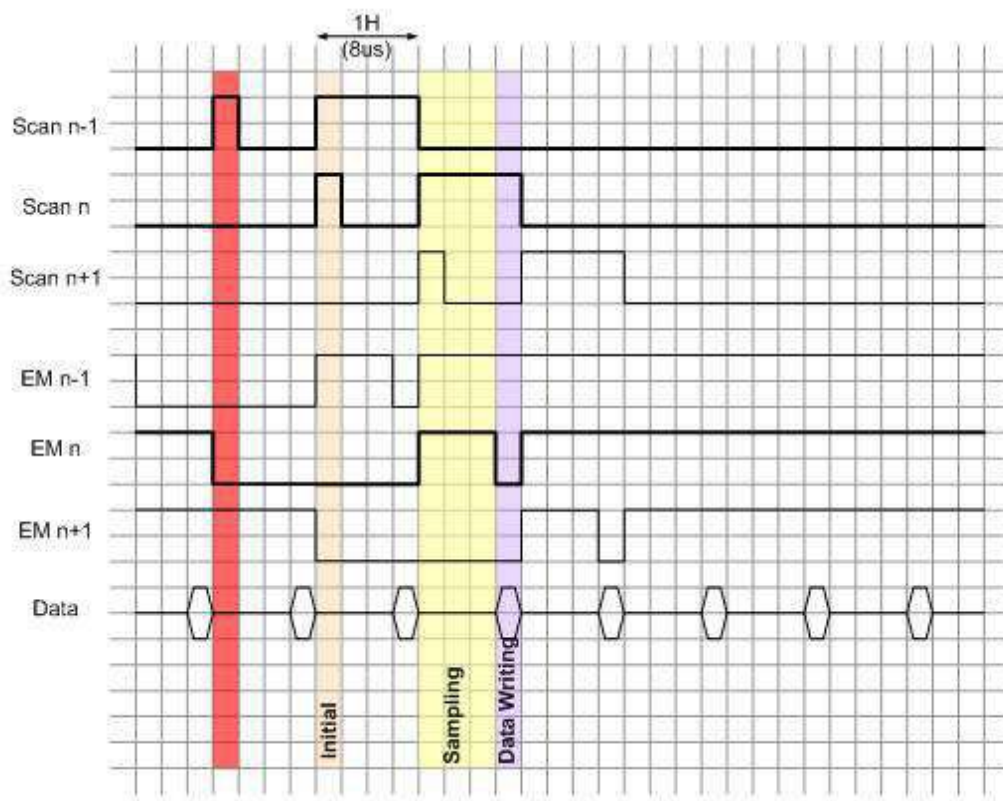 1H
(8us)
Scan n-1
Scan n
Scan n+1
EM n-1
EM n
EM n+1
Data
Initial
Sampling
Data Writing